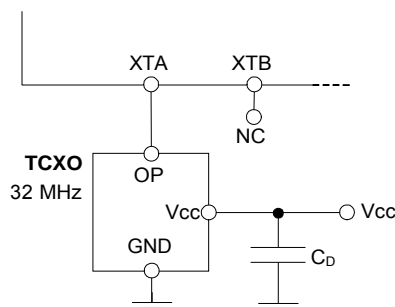 XTA
XTB
NC
TCXO
32 MHz
OP
Vcc
Vcc
GND
CD